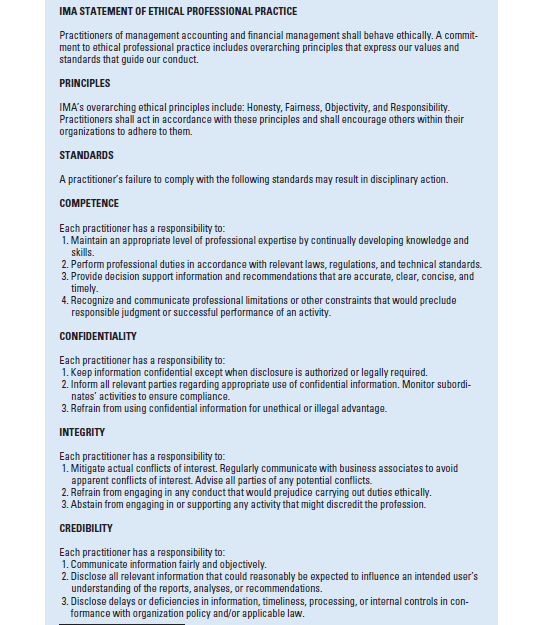 IMA STATEMENT OF ETHICAL PROFESSIONAL PRACTICE
Practitioners of management accounting and financial management shall behave ethically. A commit-
ment to ethical professional practice includes overarching principles that express our values and
standards that guide our conduct.
PRINCIPLES
IMA's overarching ethical principles include: Honesty, Fairness, Objectivity, and Responsibility.
Practitioners shall act in accordance with these principles and shall encourage others within their
organizations to adhere to them.
STANDARDS
A practitioner's failure to comply with the following standards may result in disciplinary action.
COMPETENCE
Each practitioner has a responsibility to:
1. Maintain an appropriate level of professional expertise by continually developing knowledge and
skills.
2. Perform professional duties in accordance with relevant laws, regulations, and technical standards.
3. Provide decision support information and recommendations that are accurate, clear, concise, and
timely.
4. Recognize and communicate professional limitations or other constraints that would preclude
responsible judgment or successful performance of an activity.
CONFIDENTIALITY
Each practitioner has a responsibility to:
1. Keep information confidential except when disclosure is authorized or legally required.
2. Inform all relevant parties regarding appropriate use of confidential information. Monitor subordi-
nates' activities to ensure compliance.
3. Refrain from using confidential information for unethical or illegal advantage.
INTEGRITY
Each practitioner has a responsibility to:
1. Mitigate actual conflicts of interest. Regularly communicate with business associates to avoid
apparent conflicts of interest. Advise all parties of any potential conflicts.
2. Refrain from engaging in any conduct that would prejudice carrying out duties ethically.
3. Abstain from engaging in or supporting any activity that might discredit the profession.
CREDIBILITY
Each practitioner has a responsibility to:
1. Communicate information fairly and objectively.
2. Disclose all relevant information that could reasonably be expected to influence an intended user's
understanding of the reports, analyses, or recommendations.
3. Disclose delays or deficiencies in information, timeliness, processing, or internal controls in con-
formance with organization policy and/or applicable law.